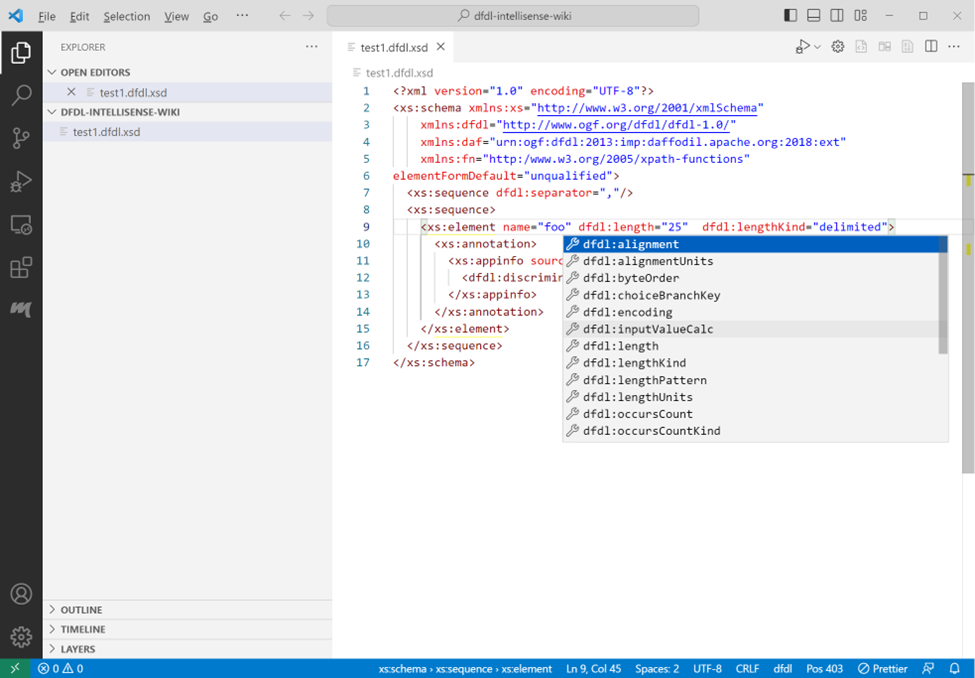 File Edit Selection View Go ··· dfdl-intellisense-wiki
EXPLORER ···
OPEN EDITORS
test1.dfdl.xsd
DFDL-INTELLISENSE-WIKI
test1.dfdl.xsd
OUTLINE
TIMELINE
LAYERS
test1.dfdl.xsd
test1.dfdl.xsd
1 <?xml version="1.0" encoding="UTF-8"?>
2 <xs:schema xmlns:xs="http://www.w3.org/2001/xmlSchema"
3 xmlns:dfdl="http://www.ogf.org/dfdl/dfdl-1.0/"
4 xmlns:daf="urn:ogf:dfdl:2013:imp:daffodil.apache.org:2018:ext"
5 xmlns:fn="http:/www.w3.org/2005/xpath-functions"
6 elementFormDefault="unqualified">
7 <xs:sequence dfdl:separator=","/>
8 <xs:sequence>
9 <xs:element name="foo" dfdl:length="25" dfdl:lengthKind="delimited">
10 <xs:annotation>
11 <xs:appinfo sourc
12 <dfdl:discrimin
13 </xs:appinfo>
14 </xs:annotation>
15 </xs:element>
16 </xs:sequence>
17 </xs:schema>
dfdl:alignment
dfdl:alignmentUnits
dfdl:byteOrder
dfdl:choiceBranchKey
dfdl:encoding
dfdl:inputValueCalc
dfdl:length
dfdl:lengthKind
dfdl:lengthPattern
dfdl:lengthUnits
dfdl:occursCount
dfdl:occursCountKind
0 0 xs:schema › xs:sequence › xs:element Ln 9, Col 45 Spaces: 2 UTF-8 CRLF dfdl Pos 403 Prettier